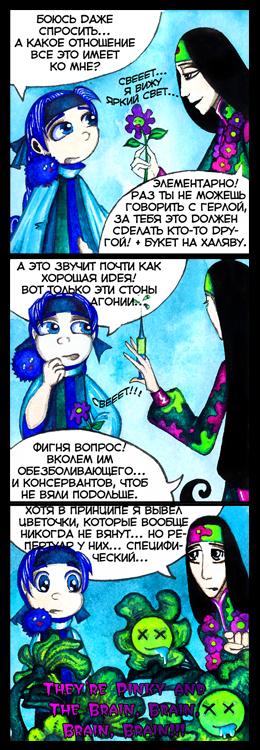 БОЮСЬ ДАЖЕ
СПРОСИТЬ...
А КАКОЕ ОТНОШЕНИЕ
ВСЕ ЭТО ИМЕЕТ
КО МНЕ?
СВЕЕЕТ...
Я ВИЖУ
ЯРКИЙ СВЕТ...
ЭЛЕМЕНТАРНО!
РАЗ ТЫ НЕ МОЖЕШЬ
ГОВОРИТЬ С ГЕРЛОЙ,
ЗА ТЕБЯ ЭТО ДОЛЖЕН
СДЕЛАТЬ КТО-ТО ДРУ-
ГОЙ! + БУКЕТ НА ХАЛЯВУ.
А ЭТО ЗВУЧИТ ПОЧТИ КАК
ХОРОШАЯ ИДЕЯ!
ВОТ ТОЛЬКО ЭТИ СТОНЫ
АГОНИИ...
СВЕЕЕТ!!!
ФИГНЯ ВОПРОС!
ВКОЛЕМ ИМ
ОБЕЗБОЛИВАЮЩЕГО...
И КОНСЕРВАНТОВ, ЧТОБ
НЕ ВЯЛИ ПОДОЛЬШЕ.
ХОТЯ В ПРИНЦИПЕ Я ВЫВЕЛ
ЦВЕТОЧКИ, КОТОРЫЕ ВООБЩЕ
НИКОГДА НЕ ВЯНУТ... НО РЕ-
ПЕРТУАР У НИХ... СПЕЦИФИ-
ЧЕСКИЙ...
THEY'RE PINKY AND
THE BRAIN, BRAIN,
BRAIN, BRAIN!!!